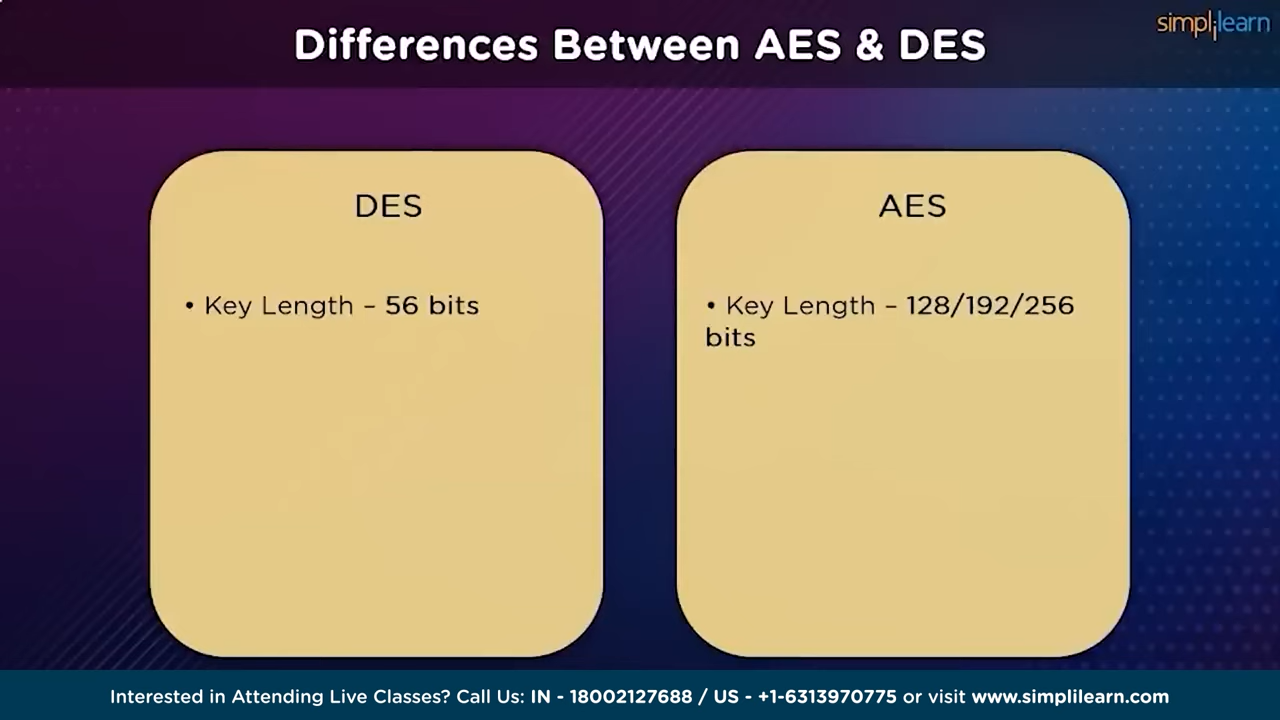 Differences Between AES & DES
simplilearn
DES
• Key Length – 56 bits
AES
• Key Length – 128/192/256
bits
Interested in Attending Live Classes? Call Us: IN - 18002127688 / US - +1-6313970775 or visit www.simplilearn.com